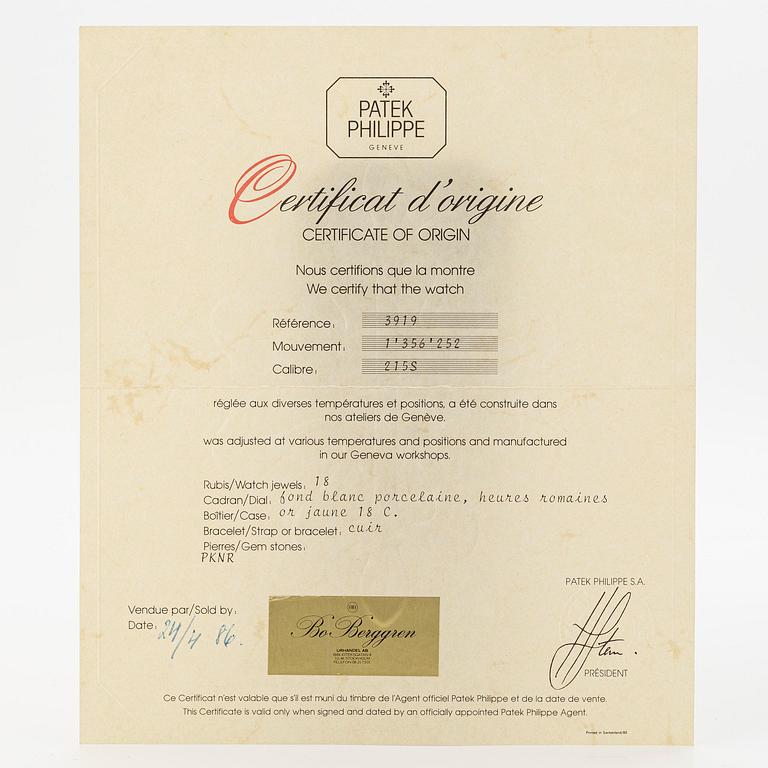 PATEK
PHILIPPE
GENEVE
Certificat d'origine
CERTIFICATE OF ORIGIN
Nous certifions que la montre
We certify that the watch
Référence: 3919
Mouvement: 1'356'252
Calibre: 215S
réglée aux diverses températures et positions, a été construite dans
nos ateliers de Genève.
was adjusted at various temperatures and positions and manufactured
in our Geneva workshops.
Rubis/Watch jewels: 18
Cadran/Dial: fond blanc porcelaine, heures romaines
Boîtier/Case: or jaune 18 C.
Bracelet/Strap or bracelet: cuir
Pierres/Gem stones:
PKNR
PATEK PHILIPPE S.A.
Vendue par/Sold by:
Date: 24/4 86.
Bo Berggren
URHANDEL AB
STOCKHOLM
PRÉSIDENT
Ce Certificat n'est valable que s'il est muni du timbre de l'Agent officiel Patek Philippe et de la date de vente.
This Certificate is valid only when signed and dated by an officially appointed Patek Philippe Agent.
Printed in Switzerland/85